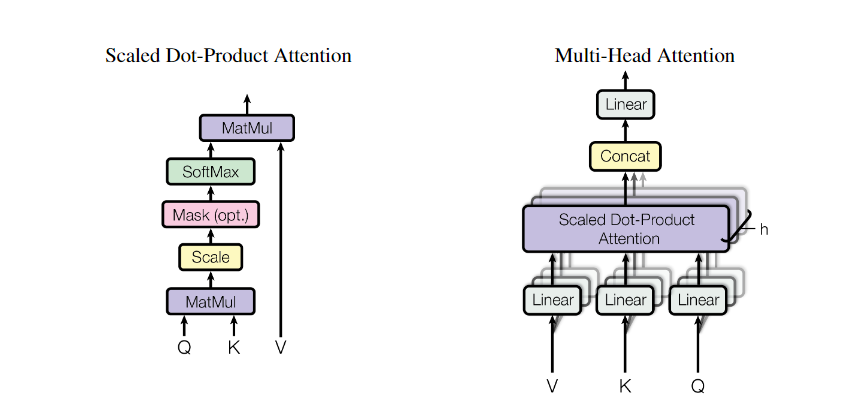 Scaled Dot-Product Attention
MatMul
SoftMax
Mask (opt.)
Scale
MatMul
Q K V
Multi-Head Attention
Linear
Concat
Scaled Dot-Product
Attention
h
Linear Linear Linear
V K Q